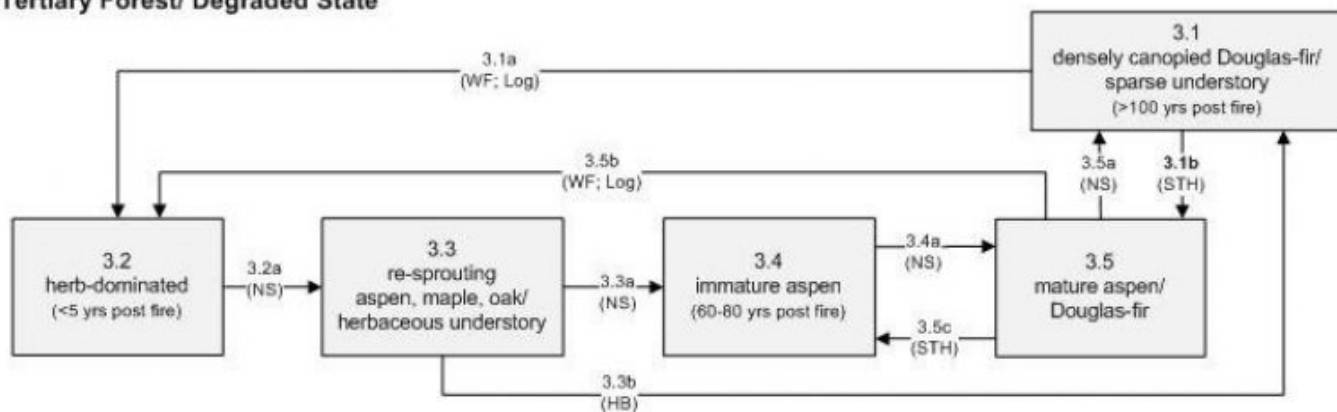 Tertiary Forest/ Degraded State
3.1
densely canopied Douglas-fir/
sparse understory
(>100 yrs post fire)
3.1a
(WF; Log)
3.5b
(WF; Log)
3.5a
(NS)
3.1b
(STH)
3.2
herb-dominated
(<5 yrs post fire)
3.2a
(NS)
3.3
re-sprouting
aspen, maple, oak/
herbaceous understory
3.3a
(NS)
3.4
immature aspen
(60-80 yrs post fire)
3.4a
(NS)
3.5c
(STH)
3.5
mature aspen/
Douglas-fir
3.3b
(HB)